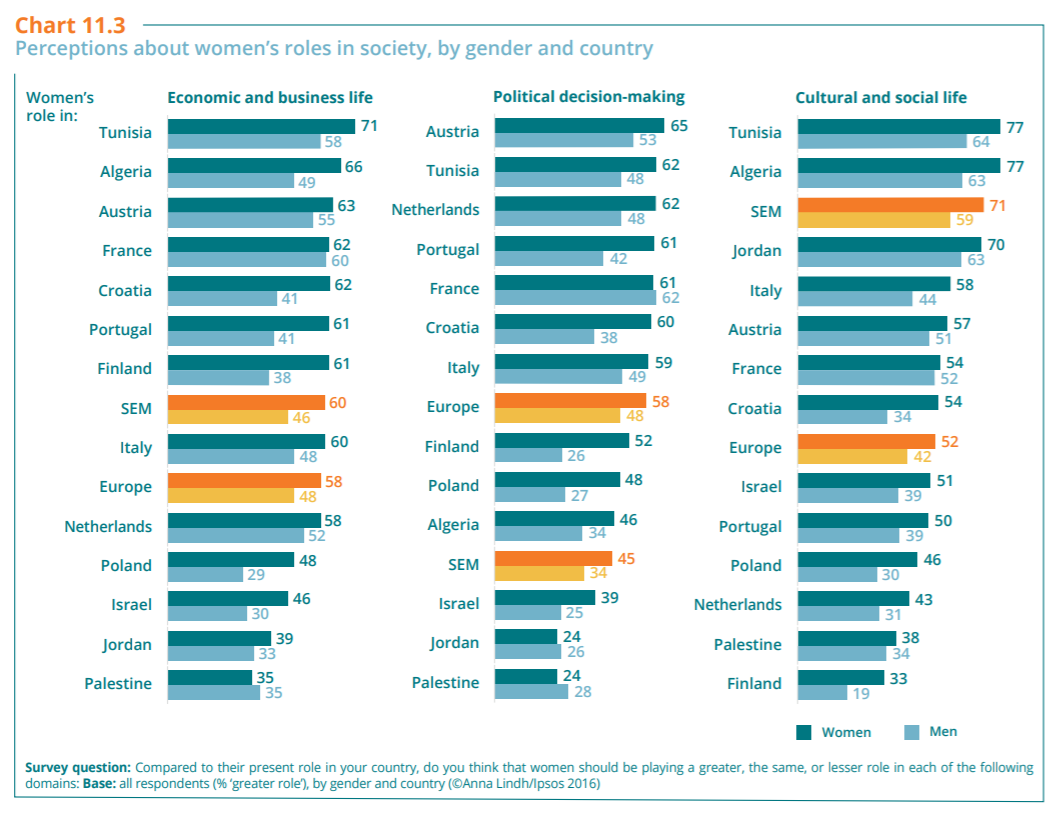 Chart 11.3
Perceptions about women's roles in society, by gender and country
Women's
role in:
Economic and business life
Tunisia 71
58
Algeria 66
49
Austria 63
55
France 62
60
Croatia 62
41
Portugal 61
41
Finland 61
38
SEM 60
46
Italy 60
48
Europe 58
48
Netherlands 58
52
Poland 48
29
Israel 46
30
Jordan 39
33
Palestine 35
35
Political decision-making
Austria 65
53
Tunisia 62
48
Netherlands 62
48
Portugal 61
42
France 61
62
Croatia 60
38
Italy 59
49
Europe 58
48
Finland 52
26
Poland 48
27
Algeria 46
34
SEM 45
34
Israel 39
25
Jordan 24
26
Palestine 24
28
Cultural and social life
Tunisia 77
64
Algeria 77
63
SEM 71
59
Jordan 70
63
Italy 58
44
Austria 57
51
France 54
52
Croatia 54
34
Europe 52
42
Israel 51
39
Portugal 50
39
Poland 46
30
Netherlands 43
31
Palestine 38
34
Finland 33
19
Women Men
Survey question: Compared to their present role in your country, do you think that women should be playing a greater, the same, or lesser role in each of the following
domains: Base: all respondents (% 'greater role'), by gender and country (©Anna Lindh/Ipsos 2016)